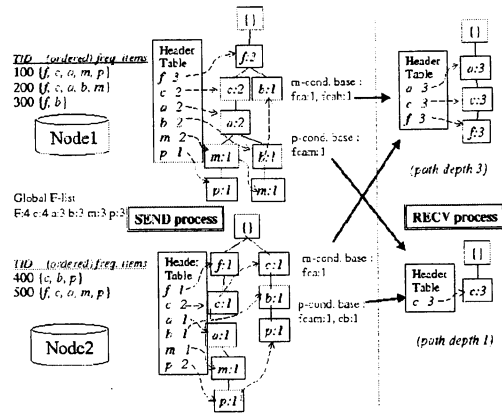 TID (ordered) freq. items
100 {f, c, a, m, p}
200 {f, c, a, b, m}
300 {f, b}
Node1
Header
Table
f 3
c 2
a 2
b 2
m 2
p 1
{}
f:2
c:2
b:1
a:2
m:1
b:1
p:1
m:1
m-cond. base :
fca:1, fcab:1
p-cond. base :
fcam:1
Header
Table
a 3
c 3
f 3
{}
a:3
c:3
f:3
(path depth 3)
Global F-list
F:4 c:4 a:3 b:3 m:3 p:3
SEND process
RECV process
TID (ordered) freq. items
400 {c, b, p}
500 {f, c, a, m, p}
Node2
Header
Table
f 1
c 2
a 1
b 1
m 1
p 2
{}
f:1
c:1
c:1
b:1
a:1
p:1
m:1
p:1
m-cond. base :
fca:1
p-cond. base :
fcam:1, cb:1
Header
Table
c 3
{}
c:3
(path depth 1)